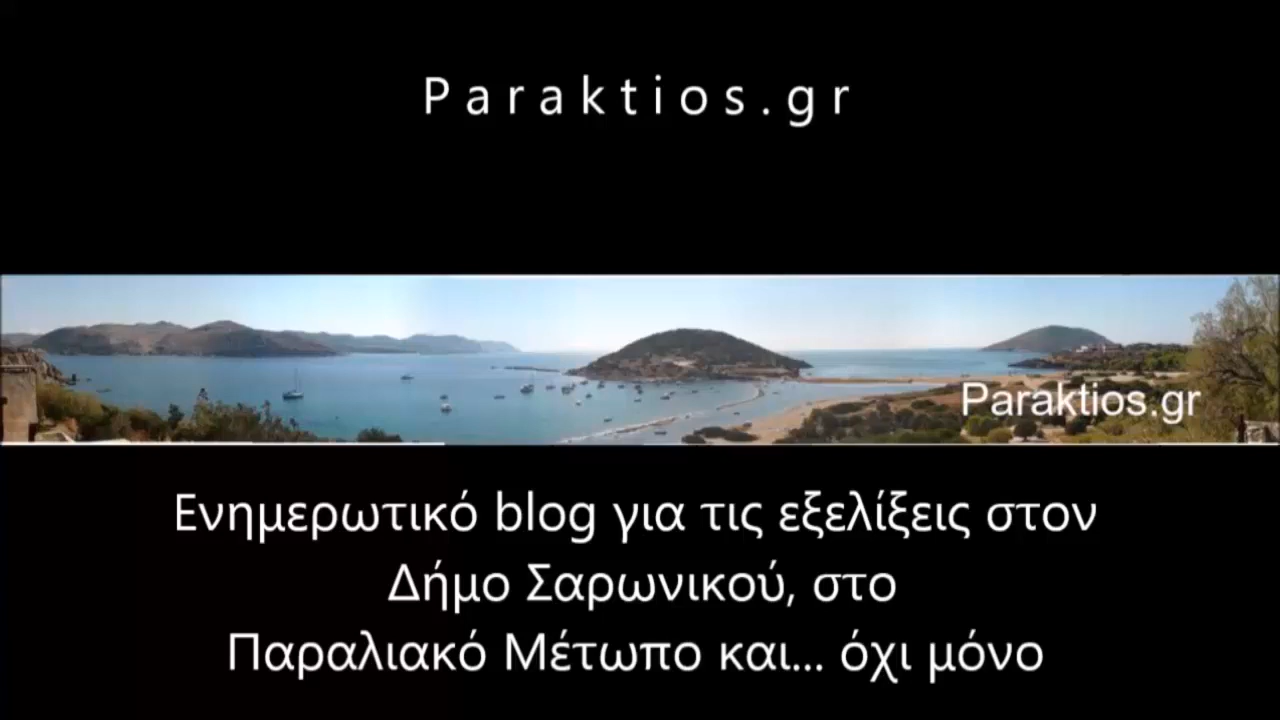 Paraktios.gr
Paraktios.gr
Ενημερωτικό blog για τις εξελίξεις στον
Δήμο Σαρωνικού, στο
Παραλιακό Μέτωπο και... όχι μόνο